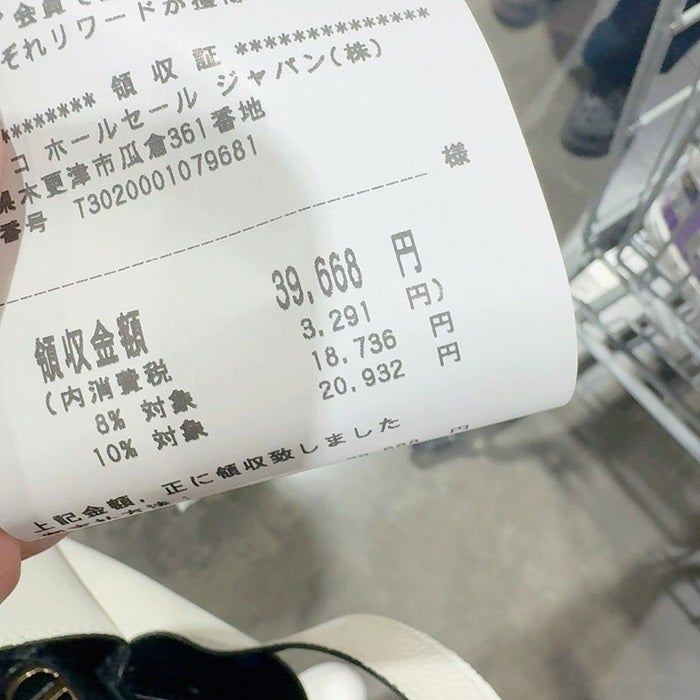 会員
ぞれリワードが獲得
******** 領収証 **************
コ ホールセール ジャパン(株)
県木更津市瓜倉361番地
番号 T3020001079681
様
領収金額 39,668 円
(内消費税 3,291 円)
8% 対象 18,736 円
10% 対象 20,932 円
上記金額、正に領収致しました